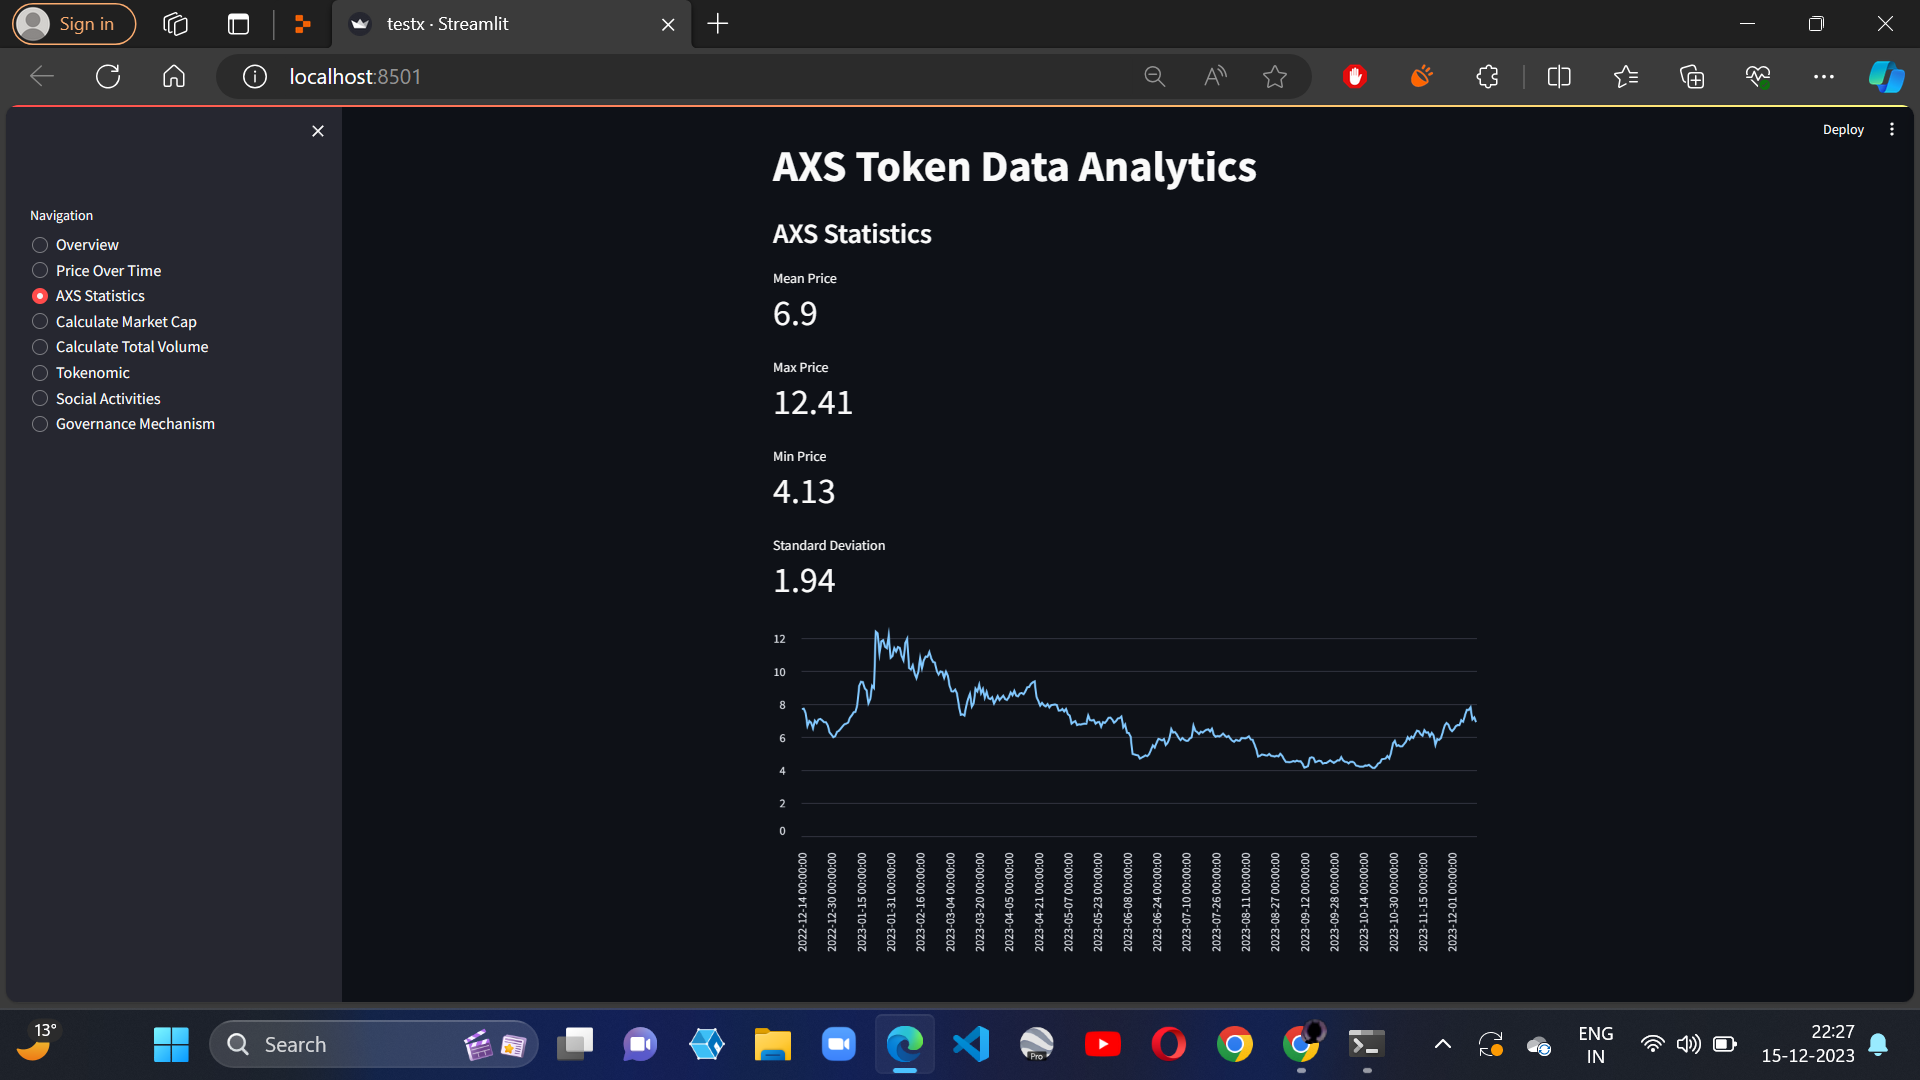 Sign in
testx · Streamlit
localhost:8501
Deploy
Navigation
Overview
Price Over Time
AXS Statistics
Calculate Market Cap
Calculate Total Volume
Tokenomic
Social Activities
Governance Mechanism
AXS Token Data Analytics
AXS Statistics
Mean Price
6.9
Max Price
12.41
Min Price
4.13
Standard Deviation
1.94
12
10
8
6
4
2
0
2022-12-14 00:00:00
2022-12-30 00:00:00
2023-01-15 00:00:00
2023-01-31 00:00:00
2023-02-16 00:00:00
2023-03-04 00:00:00
2023-03-20 00:00:00
2023-04-05 00:00:00
2023-04-21 00:00:00
2023-05-07 00:00:00
2023-05-23 00:00:00
2023-06-08 00:00:00
2023-06-24 00:00:00
2023-07-10 00:00:00
2023-07-26 00:00:00
2023-08-11 00:00:00
2023-08-27 00:00:00
2023-09-12 00:00:00
2023-09-28 00:00:00
2023-10-14 00:00:00
2023-10-30 00:00:00
2023-11-15 00:00:00
2023-12-01 00:00:00
13°
Search
Pro
ENG
IN
22:27
15-12-2023